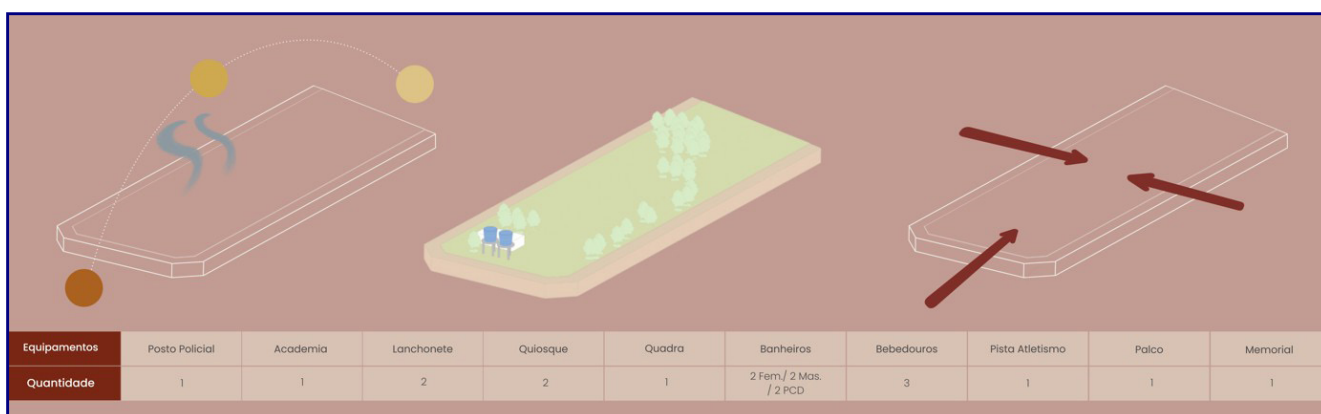 Equipamentos Posto Policial Academia Lanchonete Quiosque Quadra Banheiros Bebedouros Pista Atletismo Palco Memorial
Quantidade 1 1 2 2 1 2 Fem./ 2 Mas. / 2 PCD 3 1 1 1